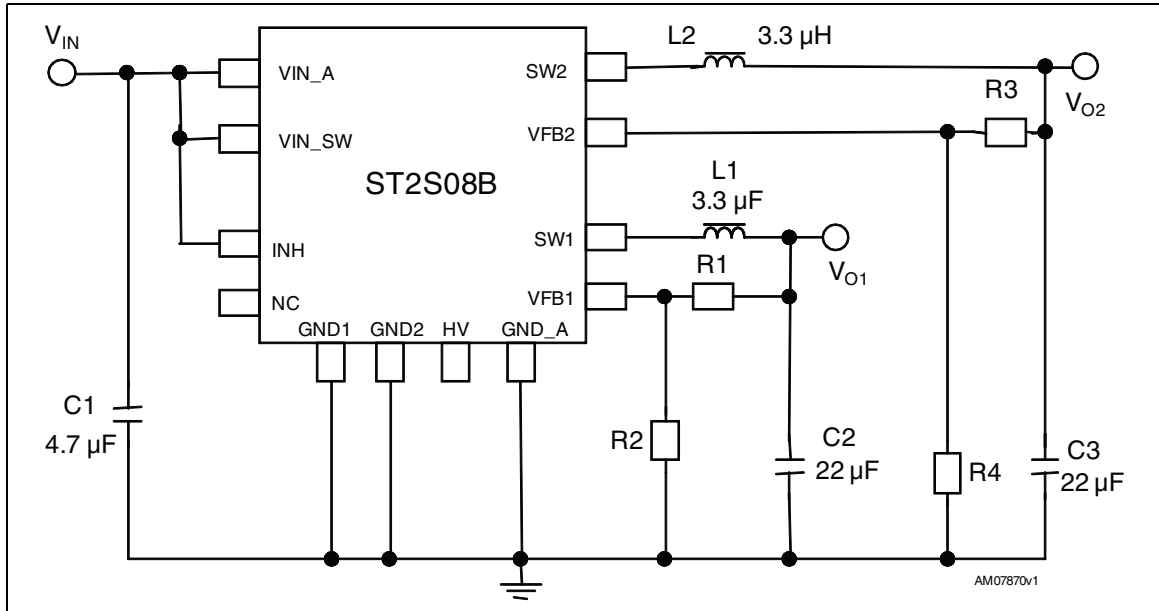 VIN
VIN_A
VIN_SW
INH
NC
ST2S08B
SW2
VFB2
SW1
VFB1
GND1
GND2
HV
GND_A
L2
3.3 µH
R3
VO2
L1
3.3 µF
R1
VO1
C1
4.7 µF
R2
C2
22 µF
R4
C3
22 µF
AM07870v1